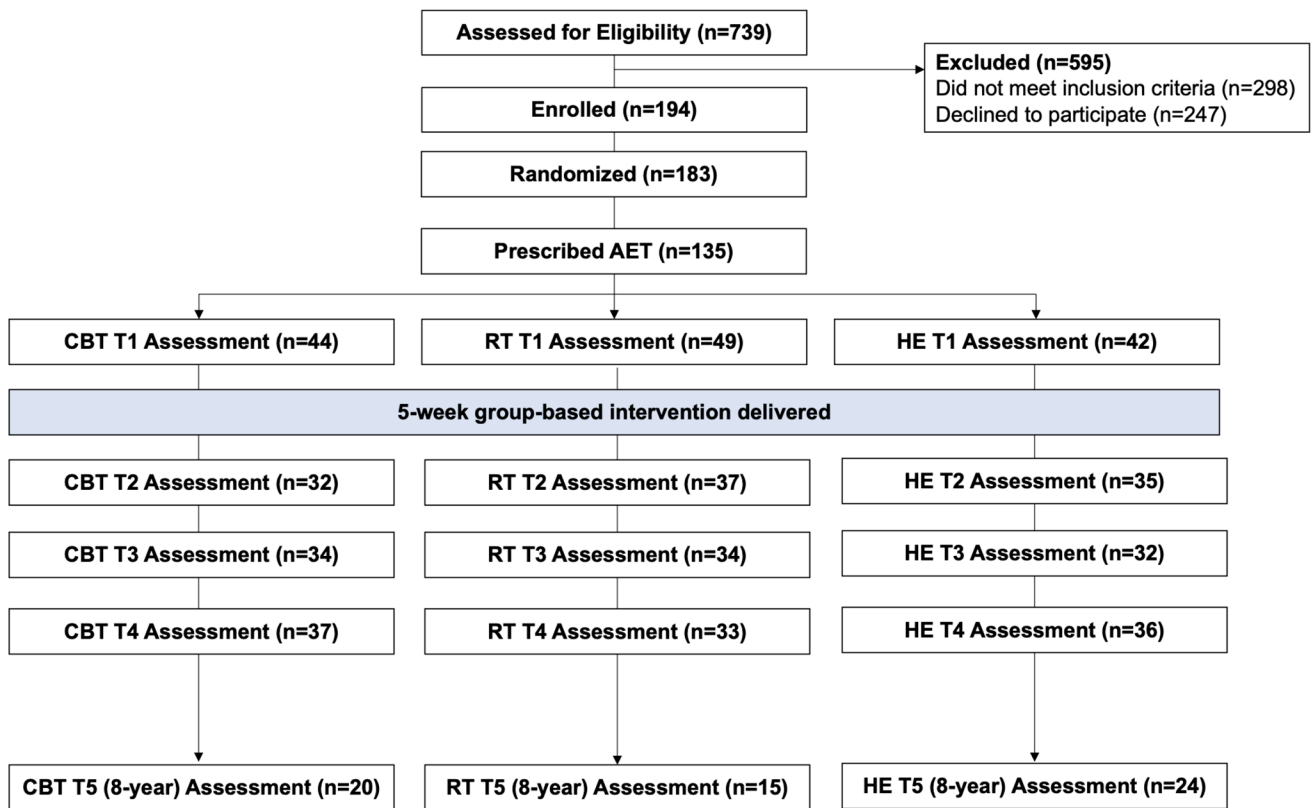 Assessed for Eligibility (n=739)
Excluded (n=595)
Did not meet inclusion criteria (n=298)
Declined to participate (n=247)
Enrolled (n=194)
Randomized (n=183)
Prescribed AET (n=135)
CBT T1 Assessment (n=44)
RT T1 Assessment (n=49)
HE T1 Assessment (n=42)
5-week group-based intervention delivered
CBT T2 Assessment (n=32)
RT T2 Assessment (n=37)
HE T2 Assessment (n=35)
CBT T3 Assessment (n=34)
RT T3 Assessment (n=34)
HE T3 Assessment (n=32)
CBT T4 Assessment (n=37)
RT T4 Assessment (n=33)
HE T4 Assessment (n=36)
CBT T5 (8-year) Assessment (n=20)
RT T5 (8-year) Assessment (n=15)
HE T5 (8-year) Assessment (n=24)